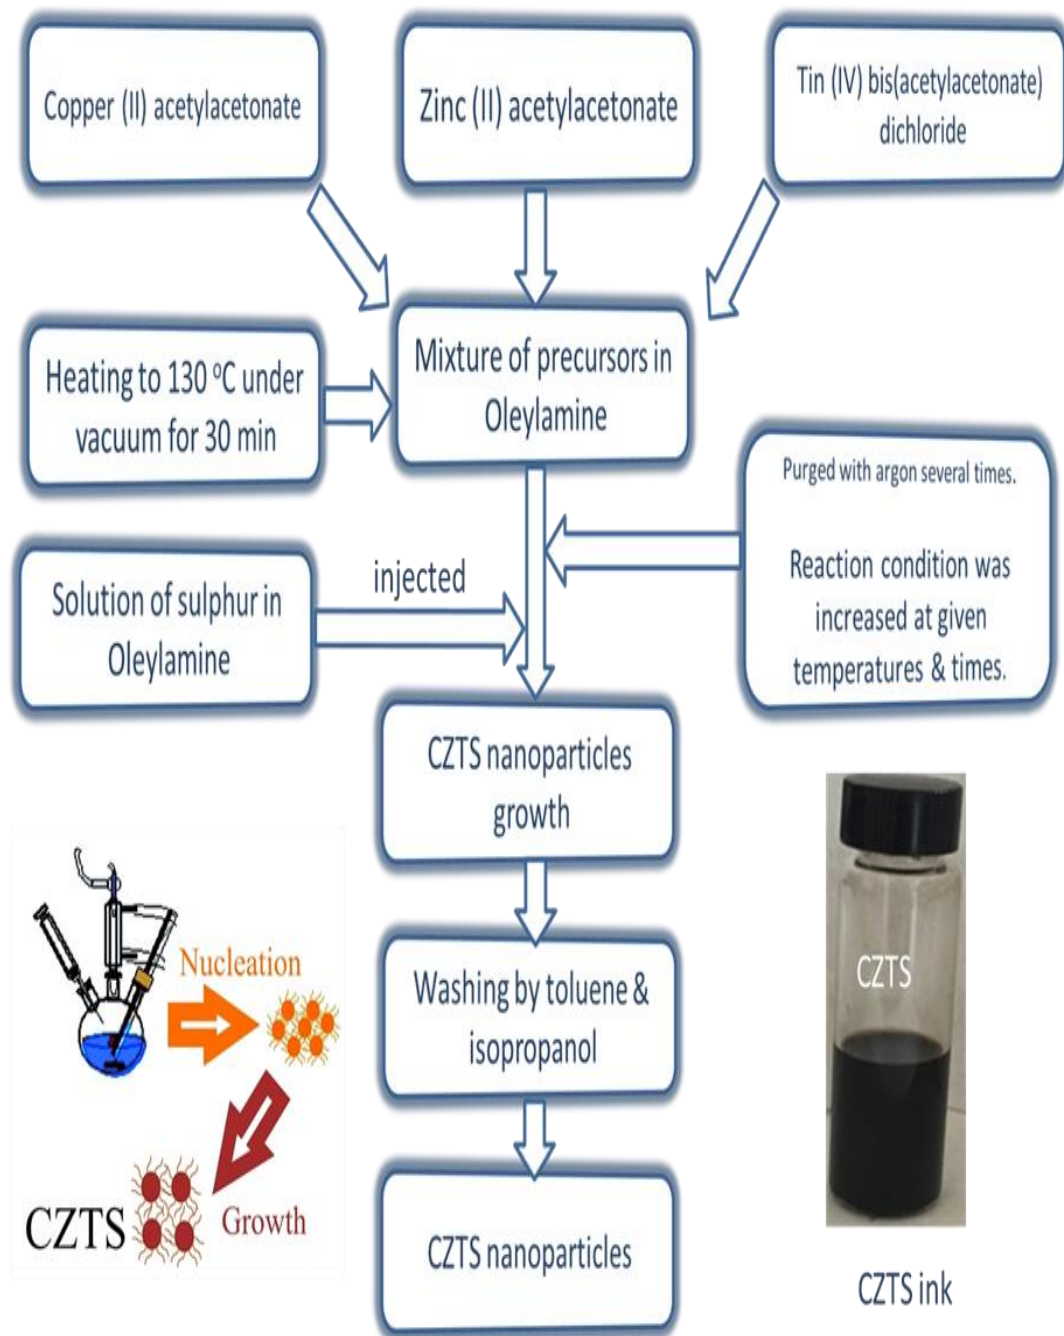 Copper (II) acetylacetonate
Zinc (II) acetylacetonate
Tin (IV) bis(acetylacetonate)
dichloride
Heating to 130 °C under
vacuum for 30 min
Mixture of precursors in
Oleylamine
Purged with argon several times.
Reaction condition was
increased at given
temperatures & times.
Solution of sulphur in
Oleylamine
injected
CZTS nanoparticles
growth
Nucleation
Growth
CZTS
Washing by toluene &
isopropanol
CZTS nanoparticles
CZTS
CZTS ink